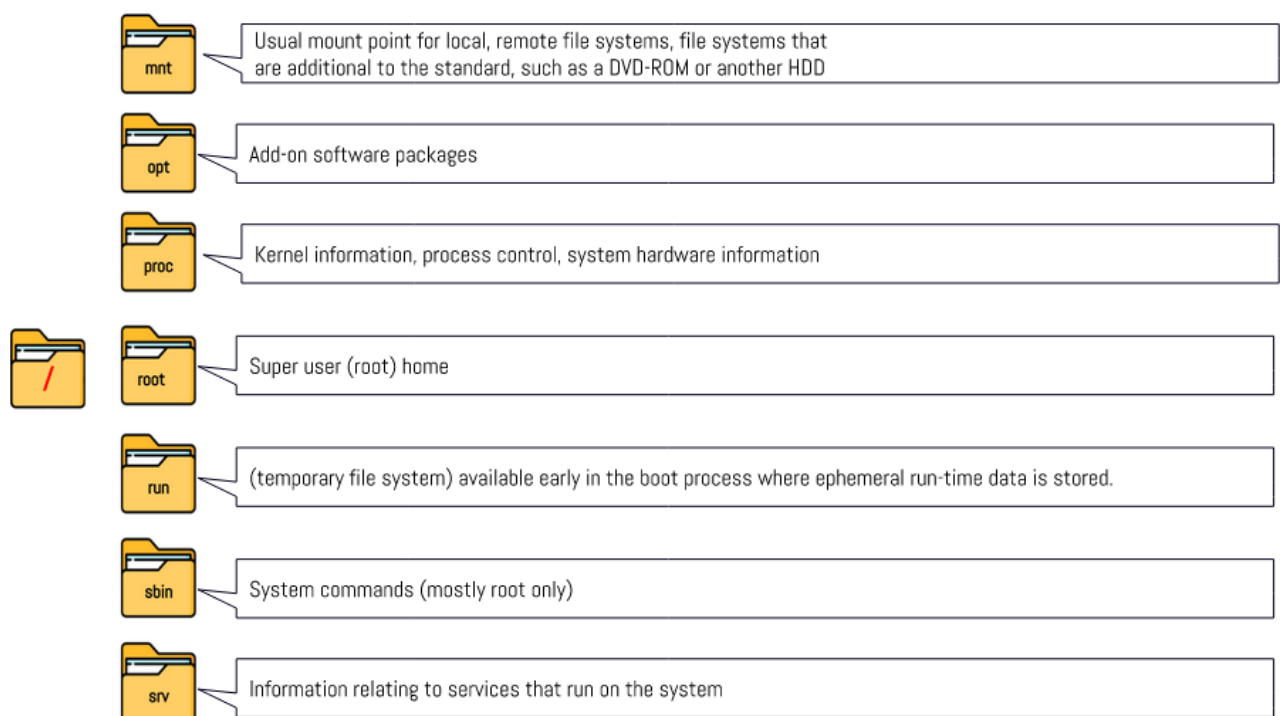 mnt
Usual mount point for local, remote file systems, file systems that
are additional to the standard, such as a DVD-ROM or another HDD
opt
Add-on software packages
proc
Kernel information, process control, system hardware information
/
root
Super user (root) home
run
(temporary file system) available early in the boot process where ephemeral run-time data is stored.
sbin
System commands (mostly root only)
srv
Information relating to services that run on the system